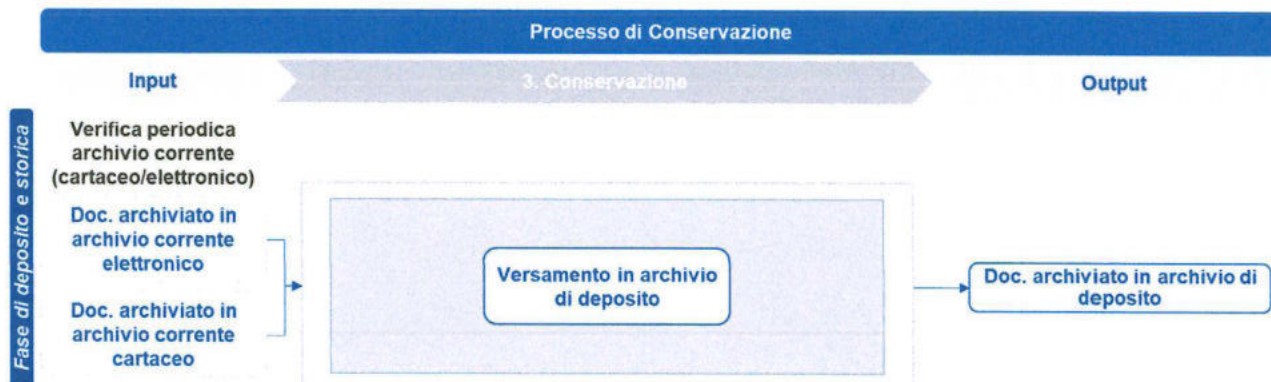 Processo di Conservazione
Input
3. Conservazione
Output
Fase di deposito e storica
Verifica periodica
archivio corrente
(cartaceo/elettronico)
Doc. archiviato in
archivio corrente
elettronico
Doc. archiviato in
archivio corrente
cartaceo
Versamento in archivio
di deposito
Doc. archiviato in archivio di
deposito